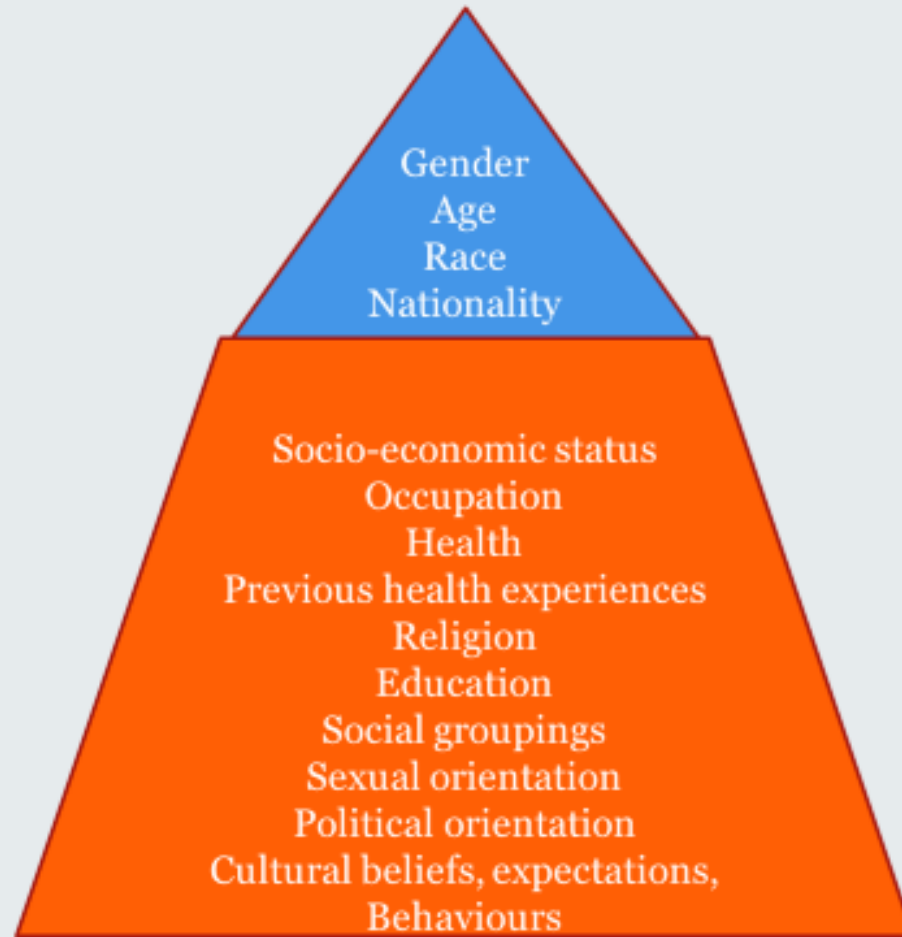 Gender
Age
Race
Nationality
Socio-economic status
Occupation
Health
Previous health experiences
Religion
Education
Social groupings
Sexual orientation
Political orientation
Cultural beliefs, expectations,
Behaviours